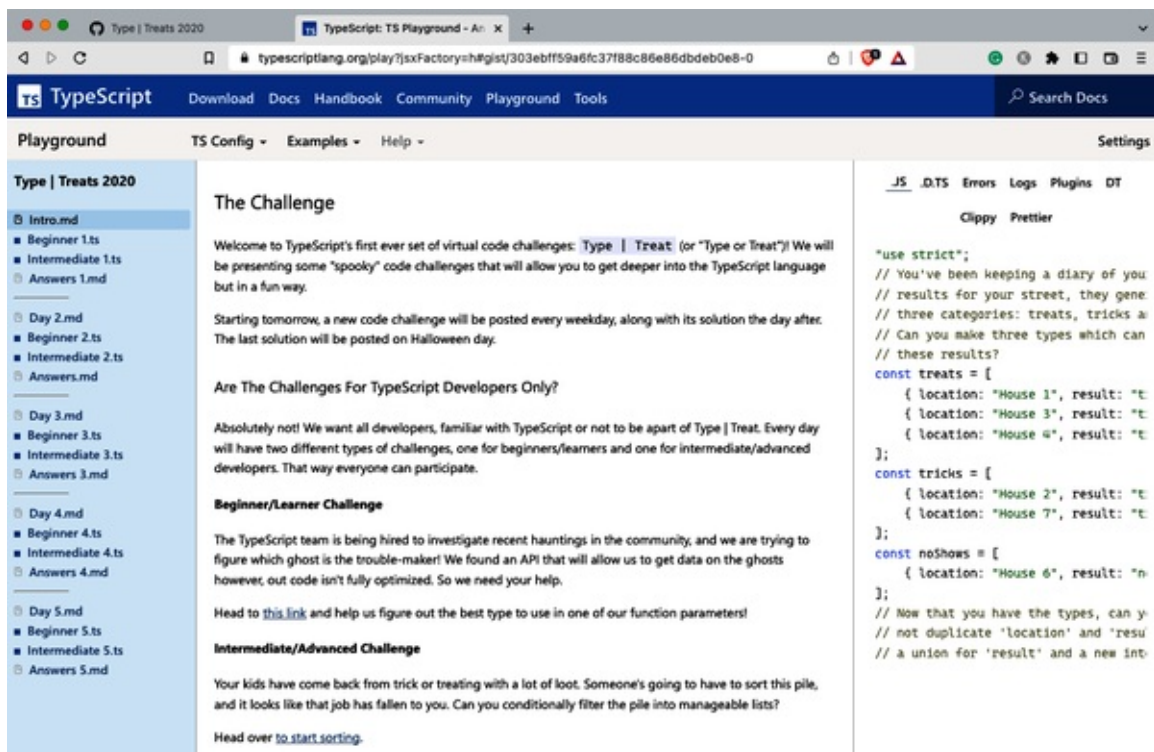 Type | Treats 2020
TypeScript: TS Playground - An
typescriptlang.org/play?jsxFactory=h#gist/303ebff59a6fc37f88c86e86dbdeb0e8-0
TS TypeScript
Download Docs Handbook Community Playground Tools
Search Docs
Playground
TS Config Examples Help
Settings
Type | Treats 2020
Intro.md
Beginner 1.ts
Intermediate 1.ts
Answers 1.md
Day 2.md
Beginner 2.ts
Intermediate 2.ts
Answers.md
Day 3.md
Beginner 3.ts
Intermediate 3.ts
Answers 3.md
Day 4.md
Beginner 4.ts
Intermediate 4.ts
Answers 4.md
Day 5.md
Beginner 5.ts
Intermediate 5.ts
Answers 5.md
The Challenge
Welcome to TypeScript's first ever set of virtual code challenges: Type | Treat (or "Type or Treat")! We will
be presenting some "spooky" code challenges that will allow you to get deeper into the TypeScript language
but in a fun way.
Starting tomorrow, a new code challenge will be posted every weekday, along with its solution the day after.
The last solution will be posted on Halloween day.
Are The Challenges For TypeScript Developers Only?
Absolutely not! We want all developers, familiar with TypeScript or not to be apart of Type | Treat. Every day
will have two different types of challenges, one for beginners/learners and one for intermediate/advanced
developers. That way everyone can participate.
Beginner/Learner Challenge
The TypeScript team is being hired to investigate recent hauntings in the community, and we are trying to
figure which ghost is the trouble-maker! We found an API that will allow us to get data on the ghosts
however, out code isn't fully optimized. So we need your help.
Head to this link and help us figure out the best type to use in one of our function parameters!
Intermediate/Advanced Challenge
Your kids have come back from trick or treating with a lot of loot. Someone's going to have to sort this pile,
and it looks like that job has fallen to you. Can you conditionally filter the pile into manageable lists?
Head over to start sorting.
.JS .D.TS Errors Logs Plugins DT
Clippy Prettier
"use strict";
// You've been keeping a diary of you
// results for your street, they gene
// three categories: treats, tricks a
// Can you make three types which can
// these results?
const treats = [
{ location: "House 1", result: "t
{ location: "House 3", result: "t
{ location: "House 4", result: "t
];
const tricks = [
{ location: "House 2", result: "t
{ location: "House 7", result: "t
];
const noShows = [
{ location: "House 6", result: "n
];
// Now that you have the types, can y
// not duplicate 'location' and 'resu
// a union for 'result' and a new int